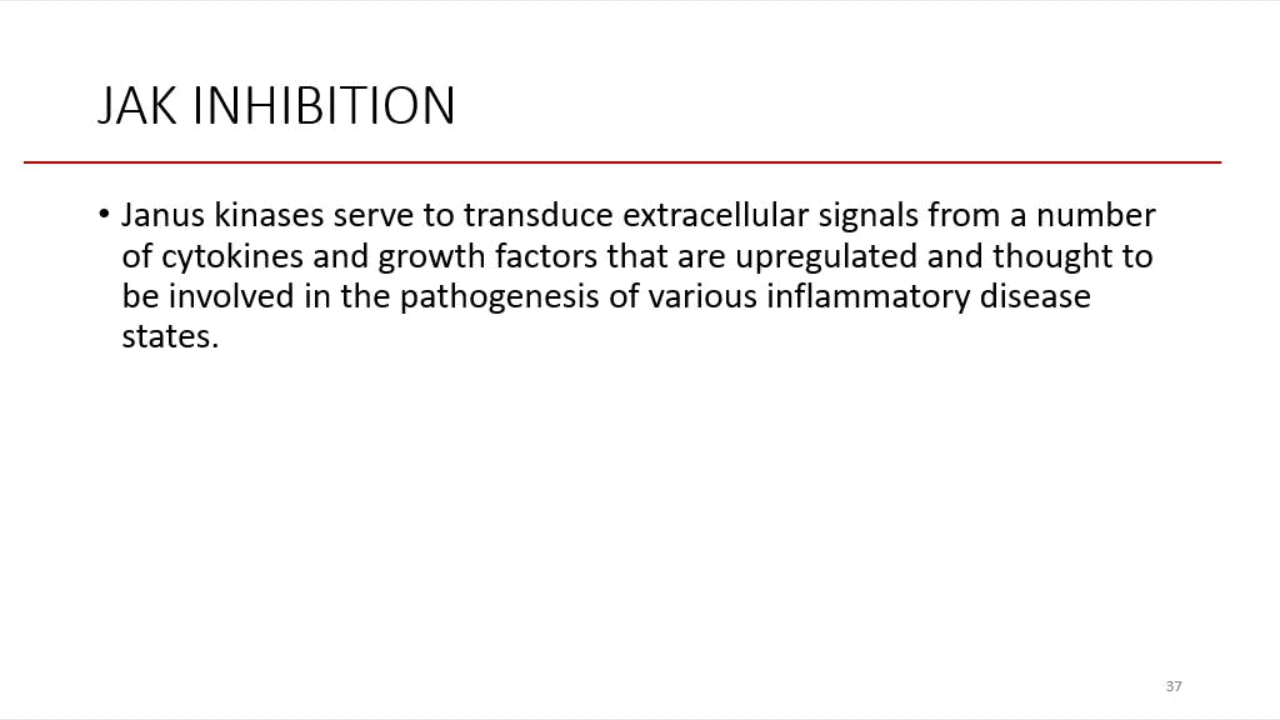 JAK INHIBITION
• Janus kinases serve to transduce extracellular signals from a number
of cytokines and growth factors that are upregulated and thought to
be involved in the pathogenesis of various inflammatory disease
states.
37